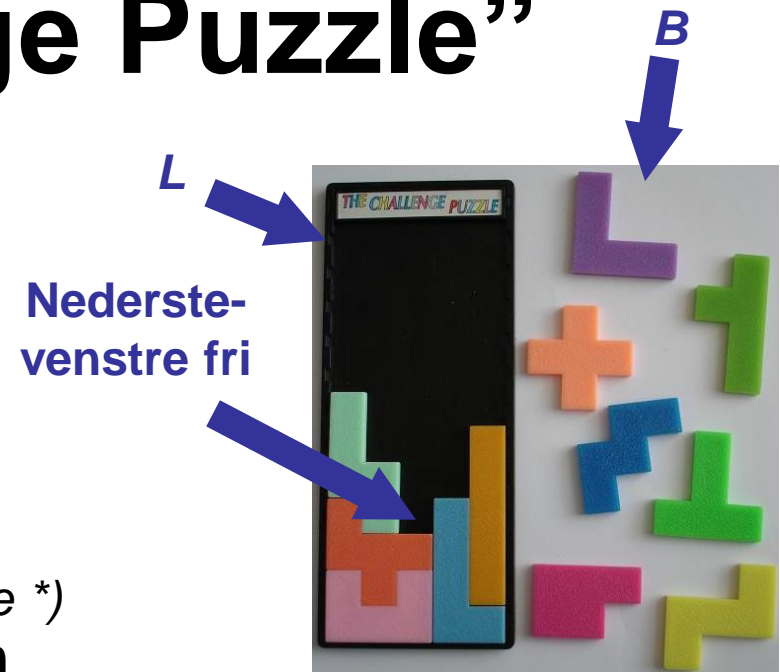 ge Puzzle”
B
L
THE CHALLENGE PUZZLE
Nederste-
venstre fri
e *)